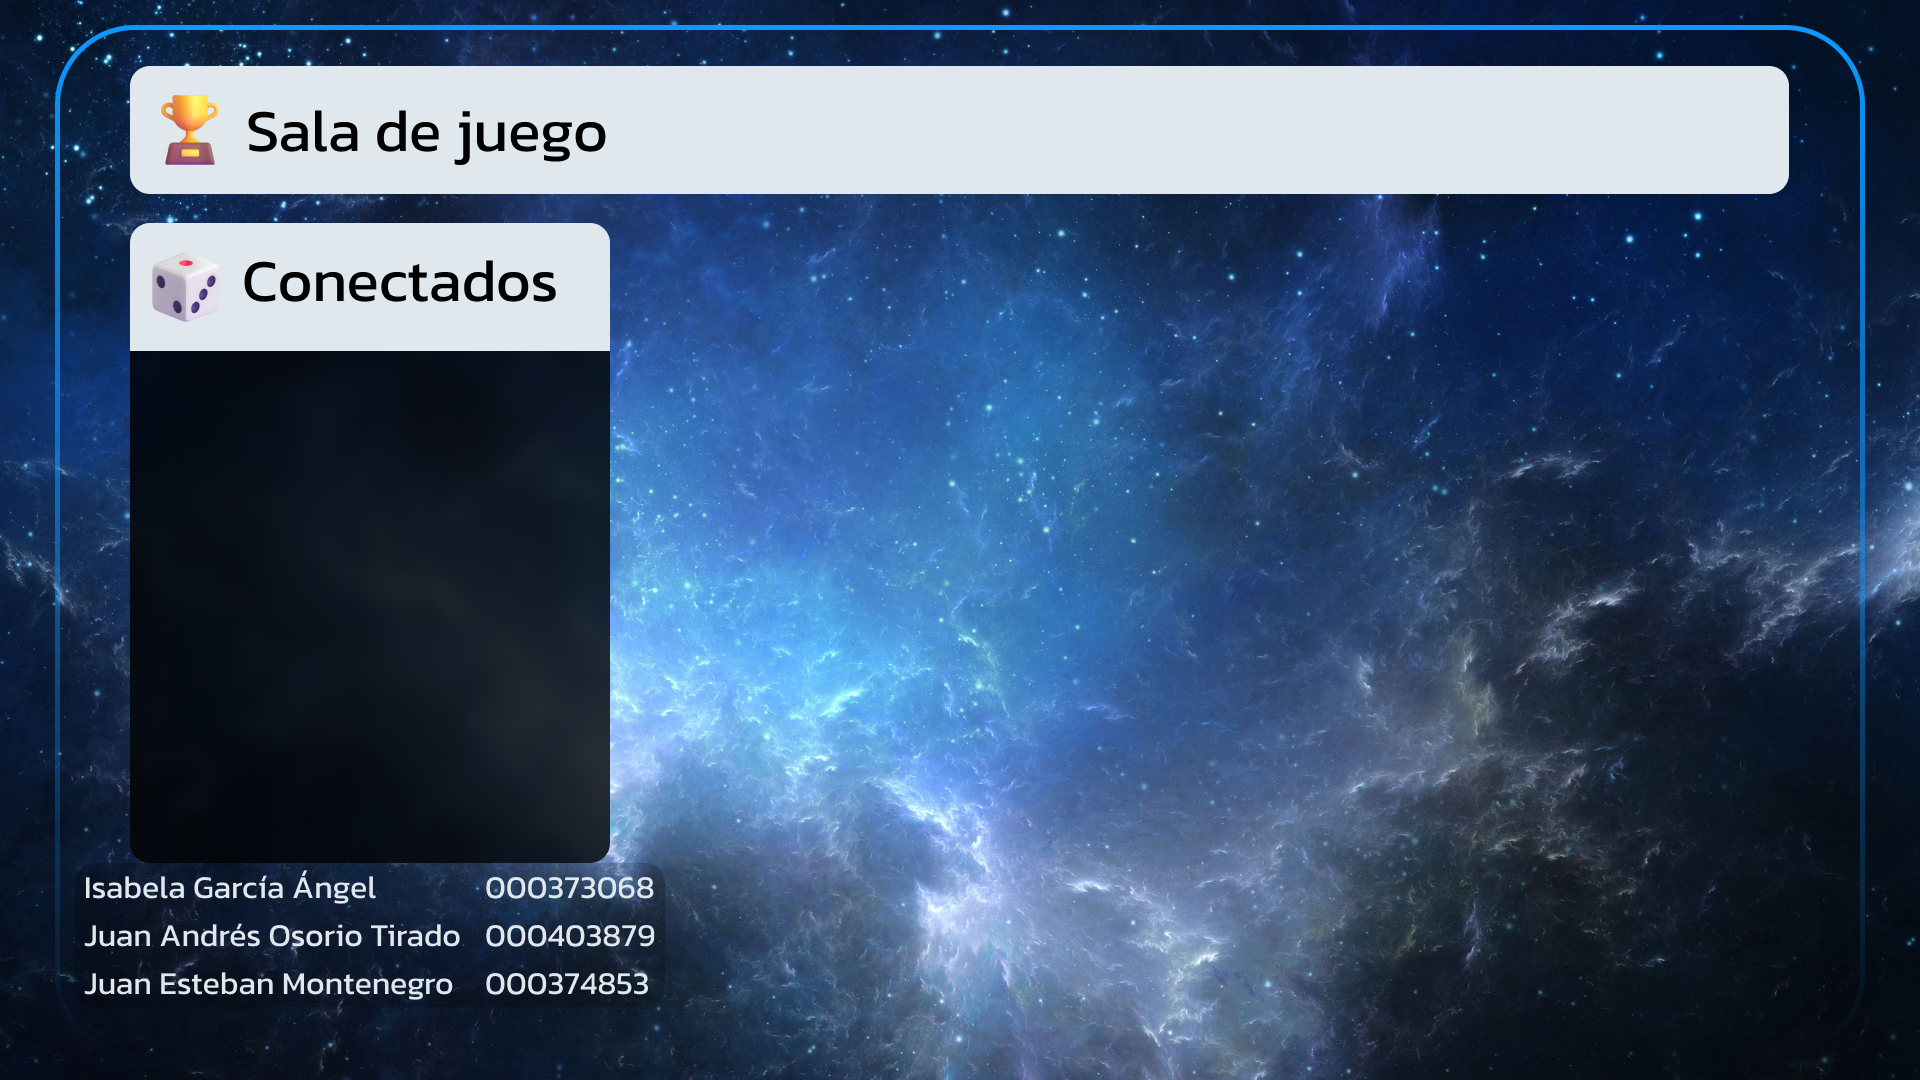 Sala de juego
Conectados
Isabela García Ángel 000373068
Juan Andrés Osorio Tirado 000403879
Juan Esteban Montenegro 000374853